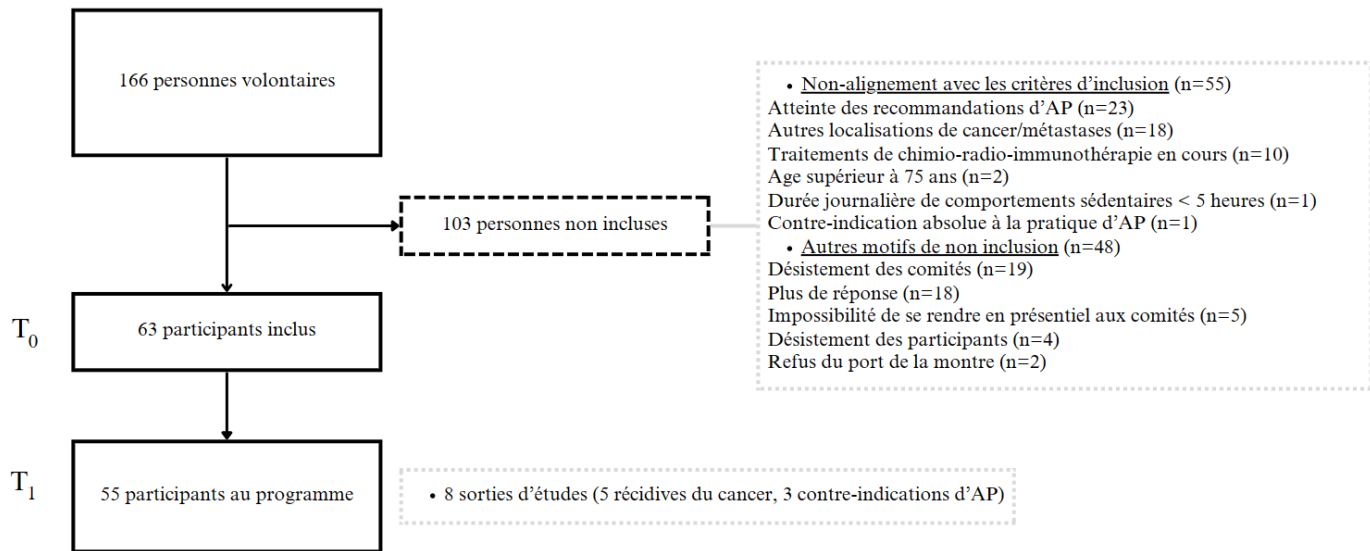 166 personnes volontaires
• Non-alignement avec les critères d’inclusion (n=55)
Atteinte des recommandations d’AP (n=23)
Autres localisations de cancer/métastases (n=18)
Traitements de chimio-radio-immunothérapie en cours (n=10)
Age supérieur à 75 ans (n=2)
Durée journalière de comportements sédentaires < 5 heures (n=1)
Contre-indication absolue à la pratique d’AP (n=1)
• Autres motifs de non inclusion (n=48)
Désistement des comités (n=19)
Plus de réponse (n=18)
Impossibilité de se rendre en présentiel aux comités (n=5)
Désistement des participants (n=4)
Refus du port de la montre (n=2)
103 personnes non incluses
T0
63 participants inclus
T1
55 participants au programme
• 8 sorties d’études (5 récidives du cancer, 3 contre-indications d’AP)